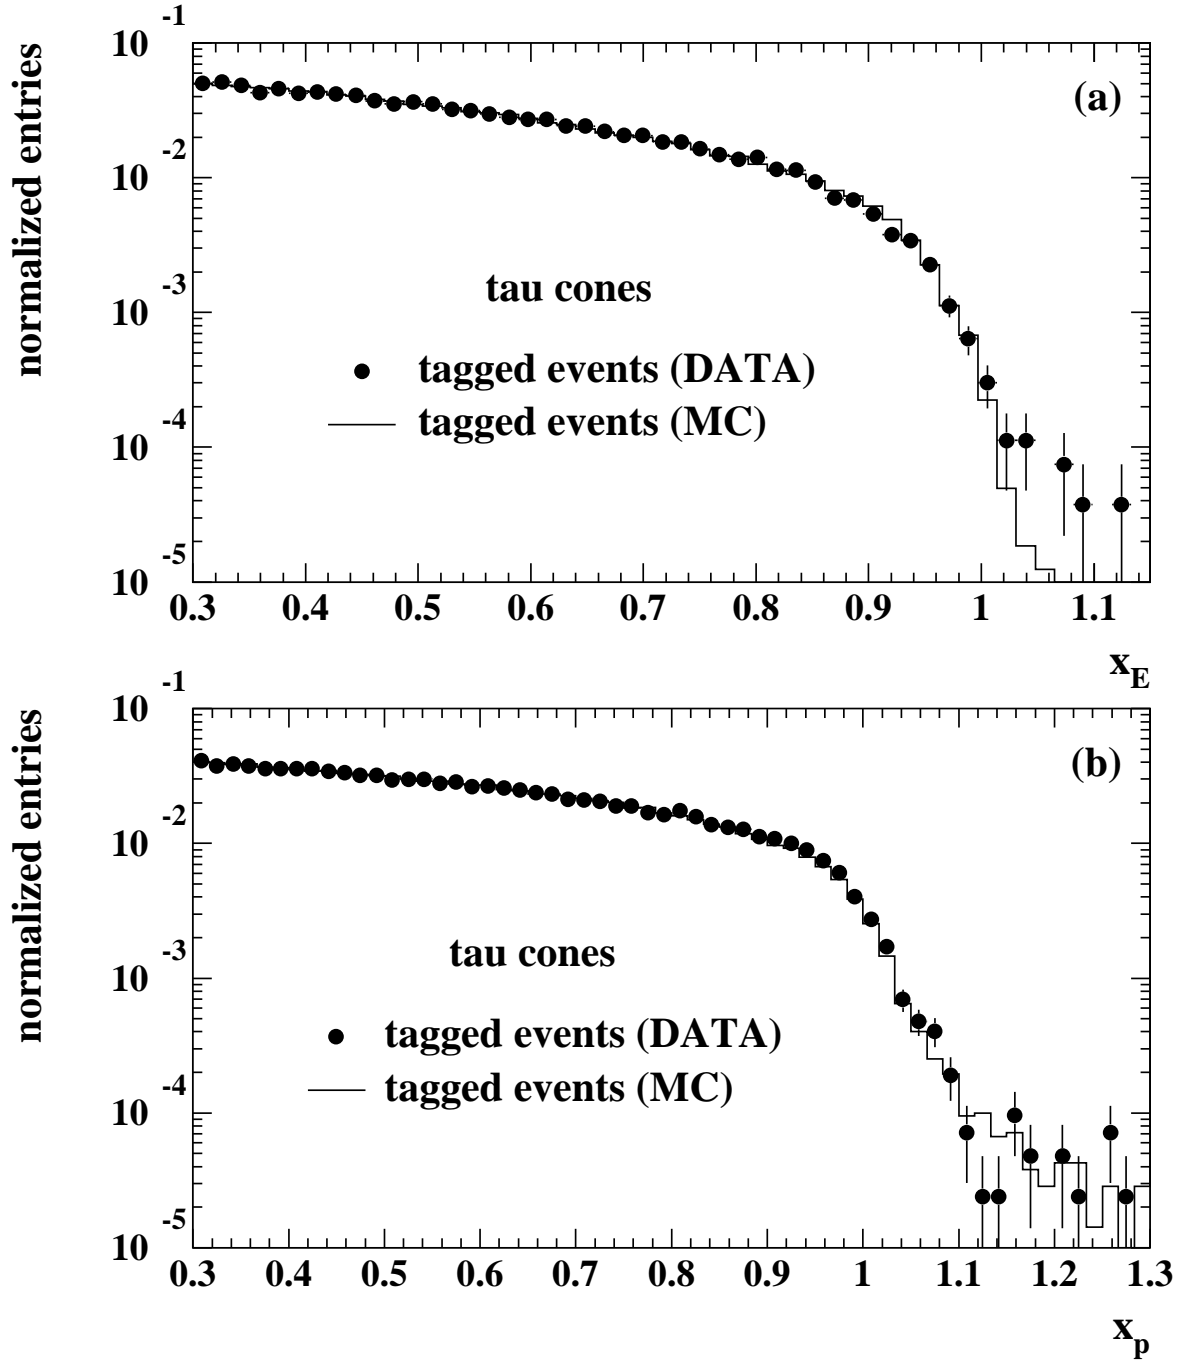 normalized entries
10 -1
10 -2
10 -3
10 -4
10 -5
(a)
tau cones
tagged events (DATA)
tagged events (MC)
0.3 0.4 0.5 0.6 0.7 0.8 0.9 1 1.1
x_E
normalized entries
10 -1
10 -2
10 -3
10 -4
10 -5
(b)
tau cones
tagged events (DATA)
tagged events (MC)
0.3 0.4 0.5 0.6 0.7 0.8 0.9 1 1.1 1.2 1.3
x_p